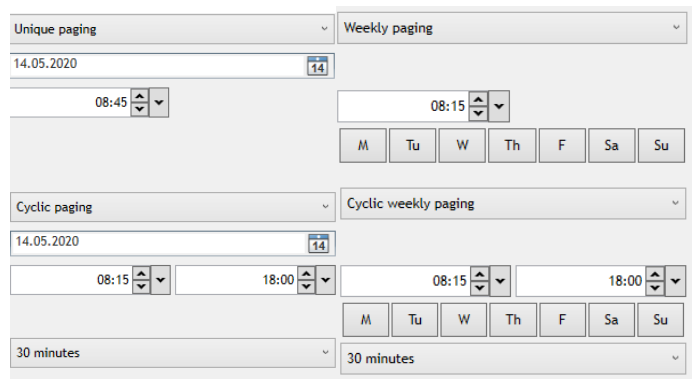 Unique paging
14.05.2020
14
08:45
Weekly paging
08:15
M Tu W Th F Sa Su
Cyclic paging
14.05.2020
14
08:15 18:00
30 minutes
Cyclic weekly paging
08:15 18:00
M Tu W Th F Sa Su
30 minutes